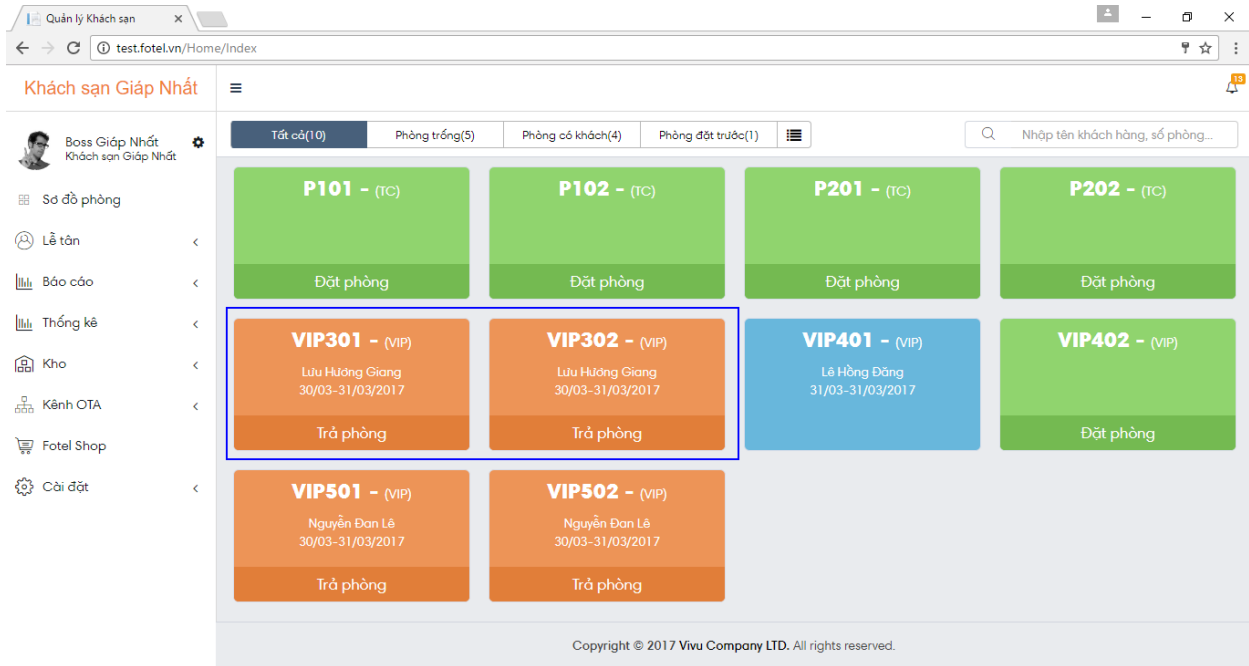 Quản lý Khách sạn
test.fotel.vn/Home/Index
Khách sạn Giáp Nhất
13
Boss Giáp Nhất
Khách sạn Giáp Nhất
Sơ đồ phòng
Lễ tân
Báo cáo
Thống kê
Kho
Kênh OTA
Fotel Shop
Cài đặt
Tất cả(10) Phòng trống(5) Phòng có khách(4) Phòng đặt trước(1) Nhập tên khách hàng, số phòng...
P101 - (TC) P102 - (TC) P201 - (TC) P202 - (TC)
Đặt phòng Đặt phòng Đặt phòng Đặt phòng
VIP301 - (VIP) VIP302 - (VIP) VIP401 - (VIP) VIP402 - (VIP)
Lưu Hương Giang Lưu Hương Giang Lê Hồng Đăng
30/03-31/03/2017 30/03-31/03/2017 31/03-31/03/2017
Trả phòng Trả phòng Đặt phòng
VIP501 - (VIP) VIP502 - (VIP)
Nguyễn Đan Lê Nguyễn Đan Lê
30/03-31/03/2017 30/03-31/03/2017
Trả phòng Trả phòng
Copyright © 2017 Vivu Company LTD. All rights reserved.